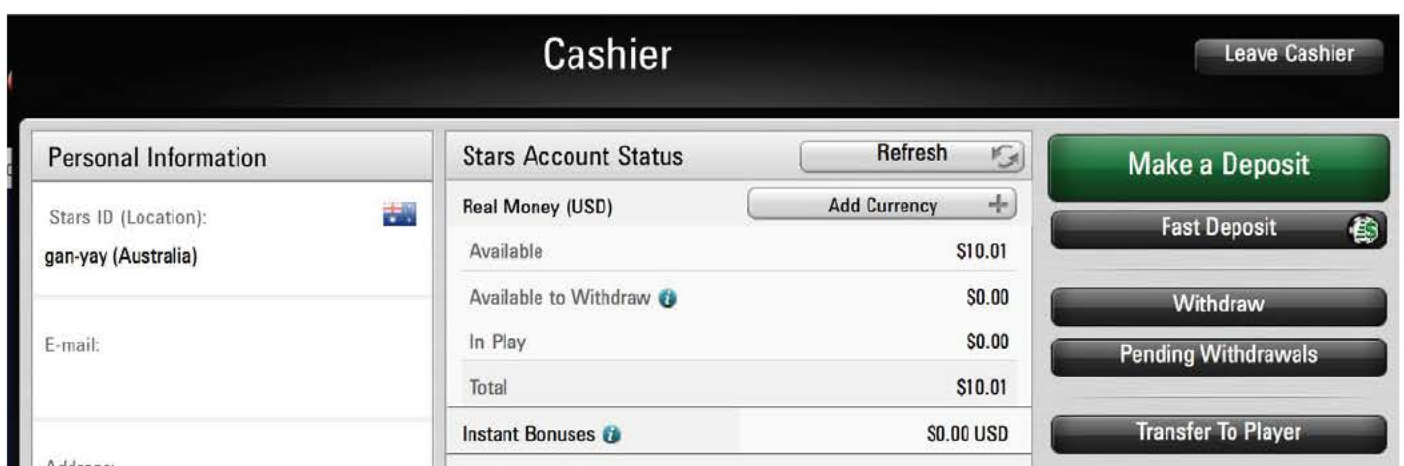 Cashier
Leave Cashier
Personal Information
Stars ID (Location):
gan-yay (Australia)
E-mail:
Stars Account Status
Refresh
Real Money (USD)
Add Currency
Available
$10.01
Available to Withdraw
$0.00
In Play
$0.00
Total
$10.01
Instant Bonuses
$0.00 USD
Make a Deposit
Fast Deposit
Withdraw
Pending Withdrawals
Transfer To Player